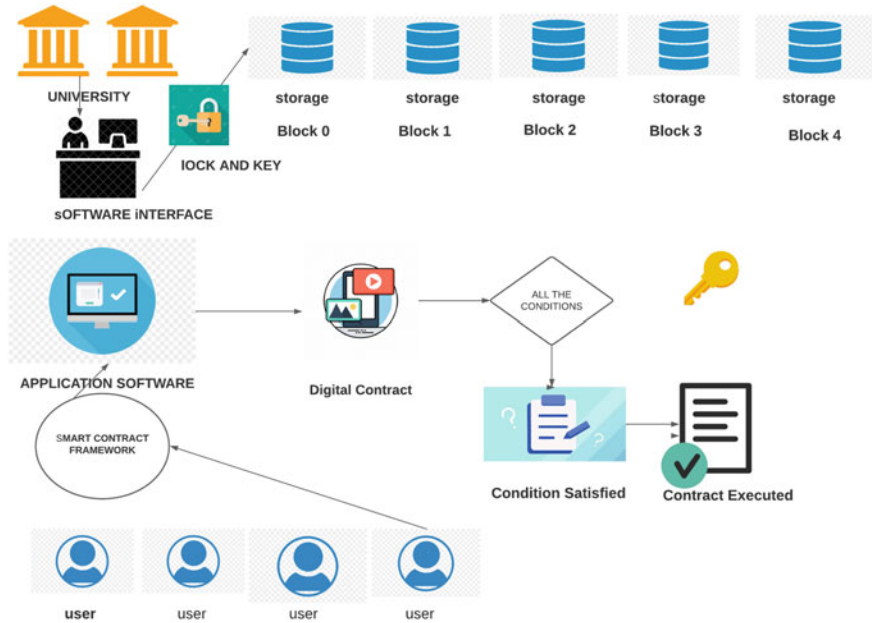 UNIVERSITY
storage storage storage storage storage
Block 0 Block 1 Block 2 Block 3 Block 4
lOCK AND KEY
sOFTWARE iNTERFACE
ALL THE
CONDITIONS
APPLICATION SOFTWARE
Digital Contract
SMART CONTRACT
FRAMEWORK
Condition Satisfied
Contract Executed
user user user user